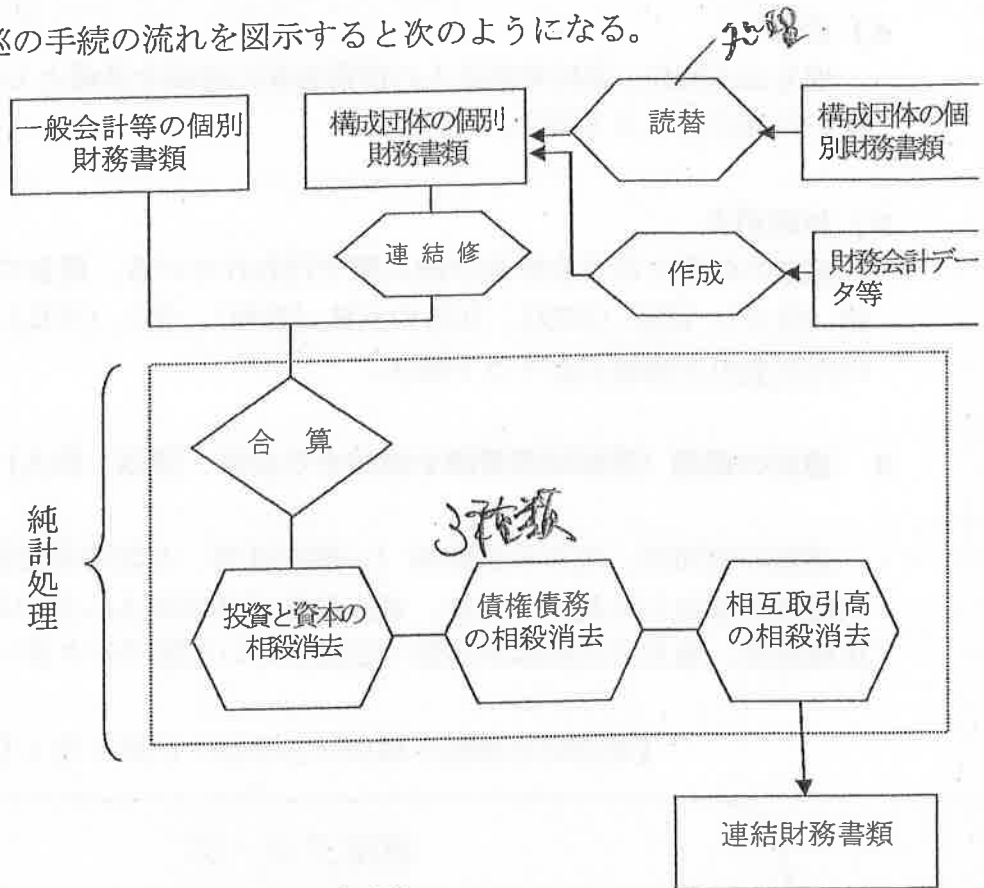 の手続の流れを図示すると次のようになる。
一般会計等の個別
財務書類
構成団体の個別
財務書類
読替
構成団体の個
別財務書類
連結修
作成
財務会計デー
タ等
純計処理
合算
3種類
投資と資本の
相殺消去
債権債務
の相殺消去
相互取引高
の相殺消去
連結財務書類